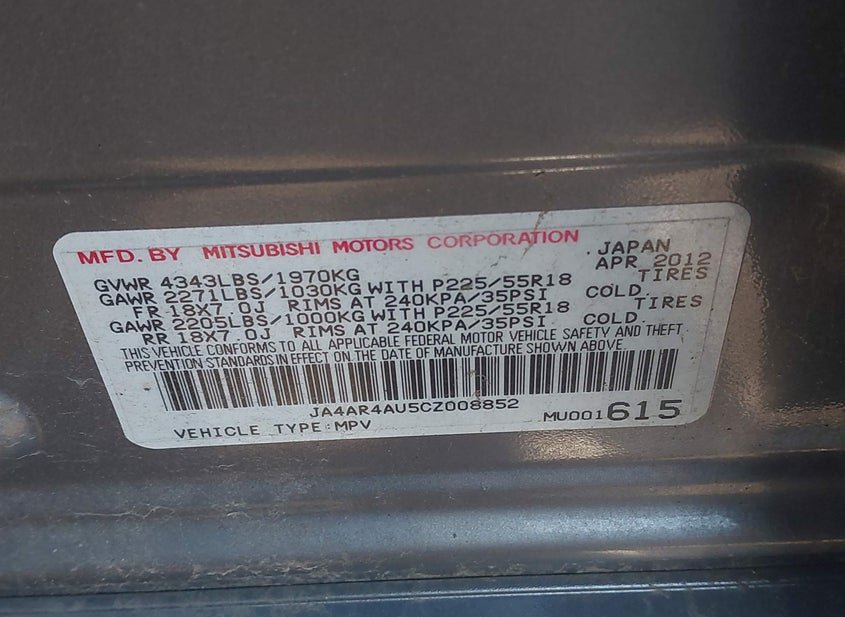 MFD. BY MITSUBISHI MOTORS CORPORATION JAPAN
APR 2012
GVWR 4343LBS/1970KG
GAWR 2271LBS/1030KG WITH P225/55R18 TIRES
FR 18X7.0J RIMS AT 240KPA/35PSI COLD
GAWR 2205LBS/1000KG WITH P225/55R18 TIRES
RR 18X7.0J RIMS AT 240KPA/35PSI COLD
THIS VEHICLE CONFORMS TO ALL APPLICABLE FEDERAL MOTOR VEHICLE SAFETY AND THEFT
PREVENTION STANDARDS IN EFFECT ON THE DATE OF MANUFACTURE SHOWN ABOVE.
JA4AR4AU5CZ008852
VEHICLE TYPE:MPV MU001615